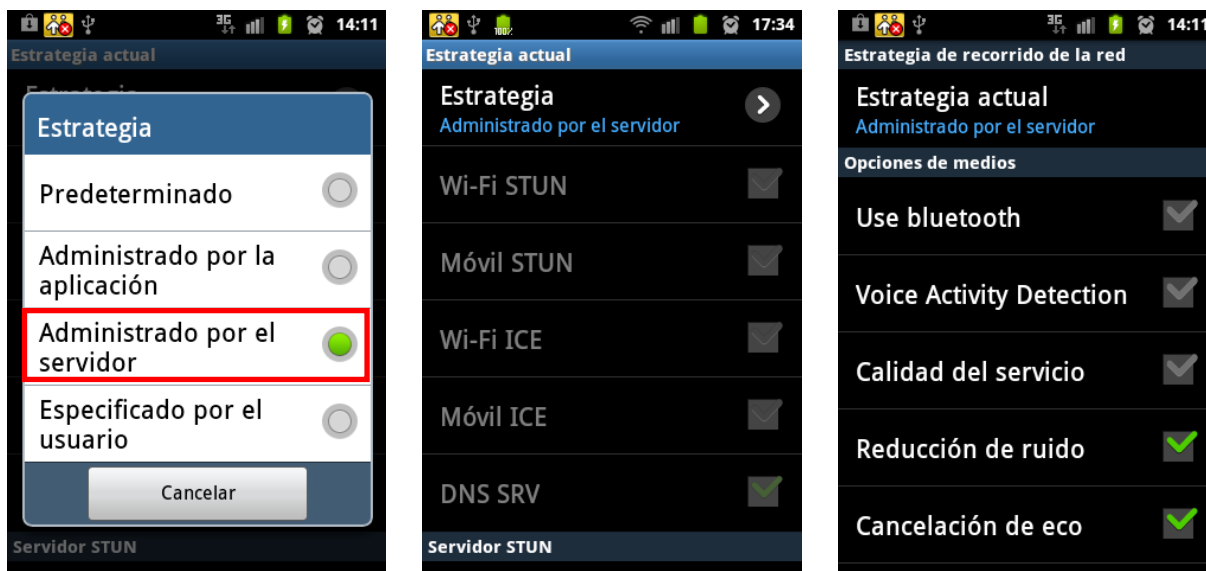 3G
14:11
Estrategia actual
Estrategia
Predeterminado
Administrado por la
aplicación
Administrado por el
servidor
Especificado por el
usuario
Cancelar
Servidor STUN
100%
17:34
Estrategia actual
Estrategia
Administrado por el servidor
Wi-Fi STUN
Móvil STUN
Wi-Fi ICE
Móvil ICE
DNS SRV
Servidor STUN
3G
14:11
Estrategia de recorrido de la red
Estrategia actual
Administrado por el servidor
Opciones de medios
Use bluetooth
Voice Activity Detection
Calidad del servicio
Reducción de ruido
Cancelación de eco